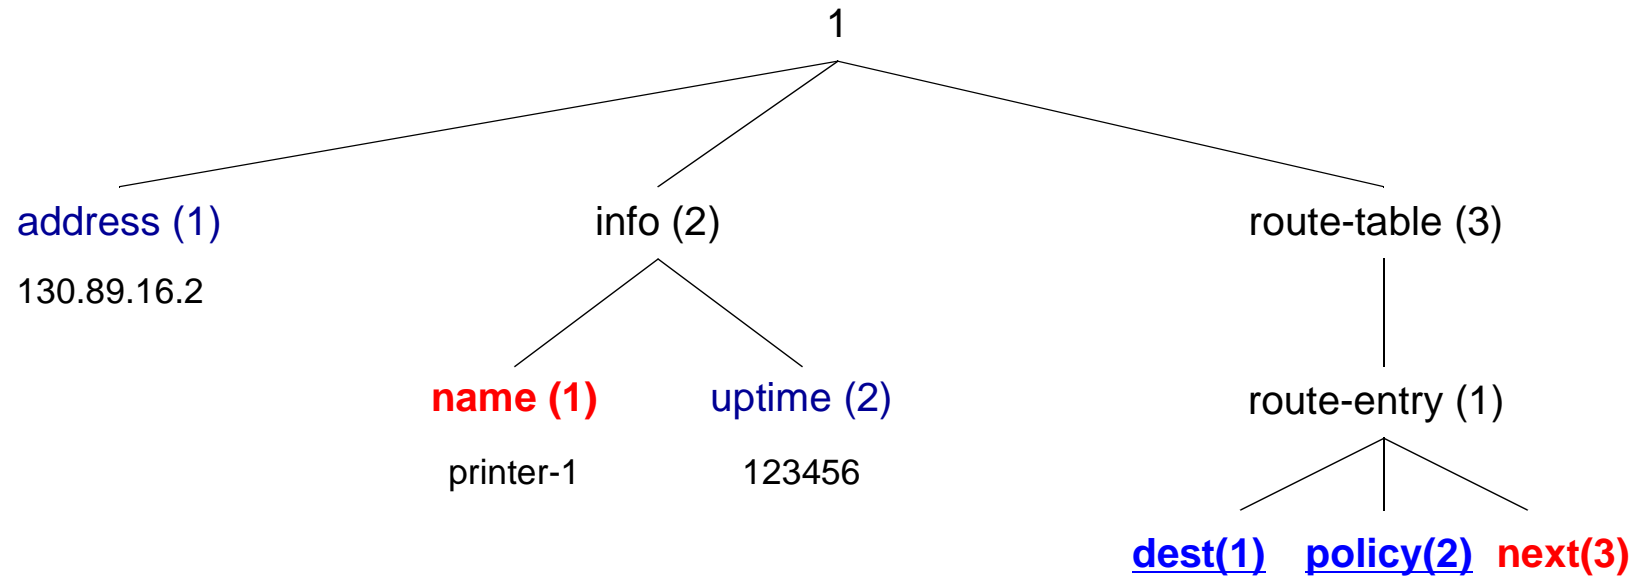 1
address (1)
info (2)
route-table (3)
130.89.16.2
name (1)
uptime (2)
route-entry (1)
printer-1
123456
dest(1)
policy(2)
next(3)